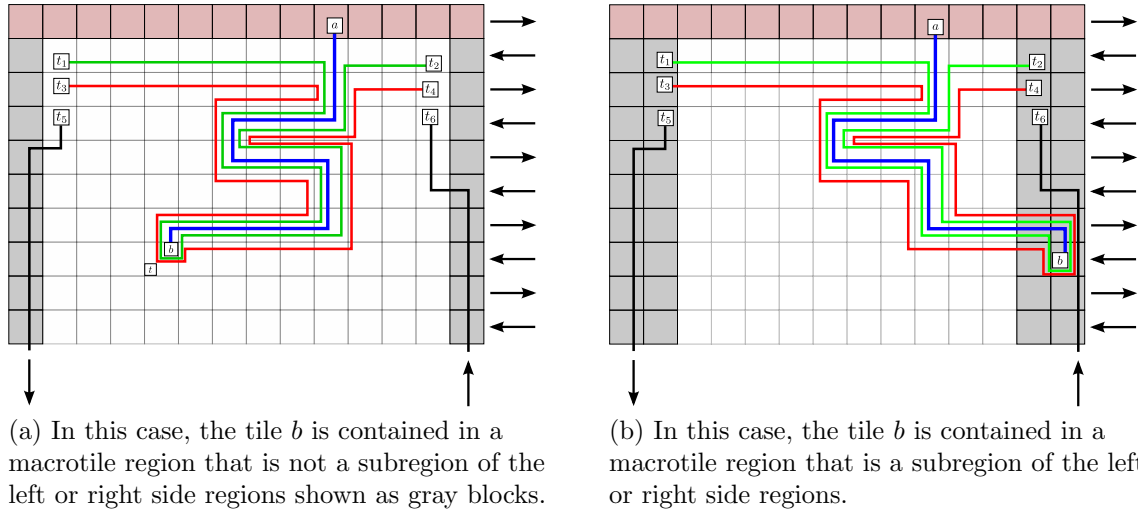 a a
t1 t2 t1 t2
t3 t4 t3 t4
t5 t6 t5 t6
b b
t
(a) In this case, the tile b is contained in a
macrotile region that is not a subregion of the
left or right side regions shown as gray blocks.
(b) In this case, the tile b is contained in a
macrotile region that is a subregion of the left
or right side regions.